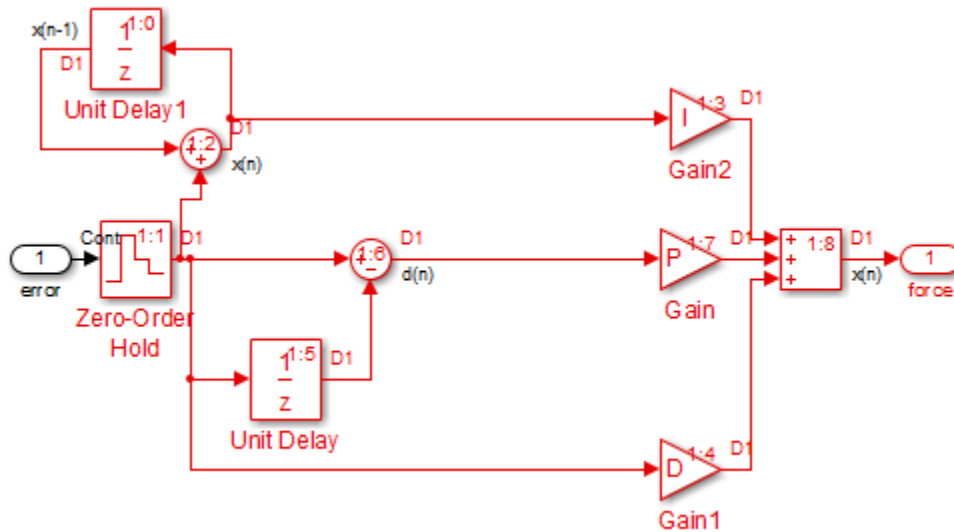 x(n-1)
D1
1:0
1
z
Unit Delay1
1:2
+
+
D1
x(n)
1:3
I
D1
Gain2
1
error
Cont
1:1
D1
Zero-Order
Hold
1:6
+
−
D1
d(n)
1:7
P
D1
Gain
+
+
+
1:8
D1
x(n)
1
force
1:5
1
z
D1
Unit Delay
1:4
D
D1
Gain1